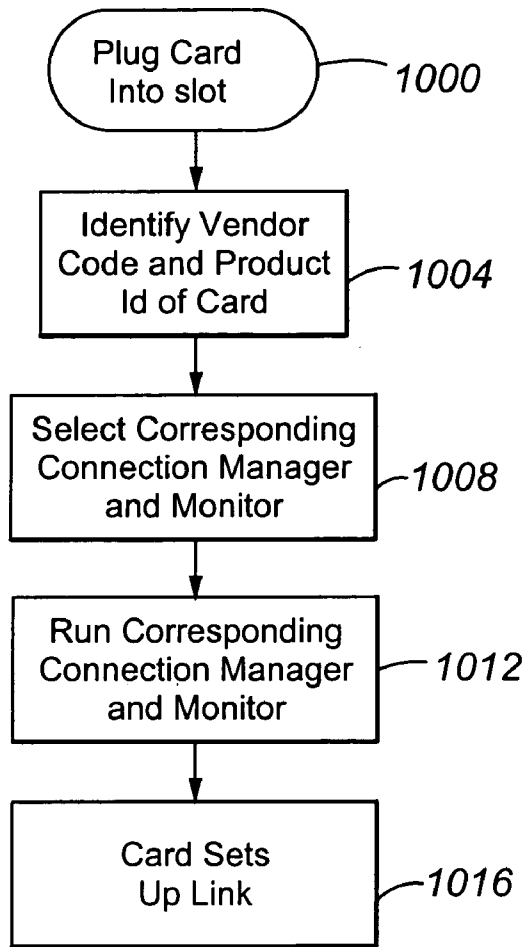 Plug Card
Into slot
1000
Identify Vendor
Code and Product
Id of Card
1004
Select Corresponding
Connection Manager
and Monitor
1008
Run Corresponding
Connection Manager
and Monitor
1012
Card Sets
Up Link
1016